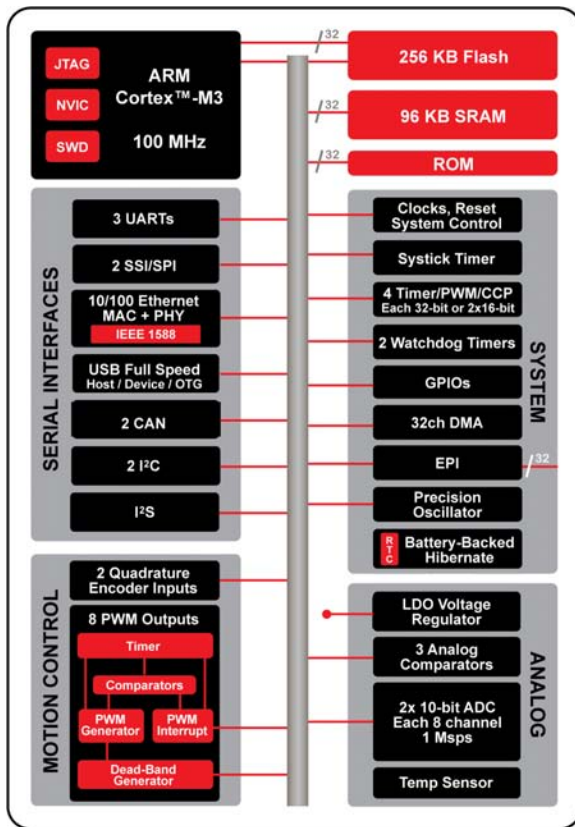 JTAG
NVIC
SWD
ARM
Cortex™-M3
100 MHz
32
256 KB Flash
32
96 KB SRAM
32
ROM
SERIAL INTERFACES
3 UARTs
2 SSI/SPI
10/100 Ethernet
MAC + PHY
IEEE 1588
USB Full Speed
Host / Device / OTG
2 CAN
2 I²C
I²S
SYSTEM
Clocks, Reset
System Control
Systick Timer
4 Timer/PWM/CCP
Each 32-bit or 2x16-bit
2 Watchdog Timers
GPIOs
32ch DMA
EPI
32
Precision
Oscillator
RTC
Battery-Backed
Hibernate
MOTION CONTROL
2 Quadrature
Encoder Inputs
8 PWM Outputs
Timer
Comparators
PWM
Generator
PWM
Interrupt
Dead-Band
Generator
ANALOG
LDO Voltage
Regulator
3 Analog
Comparators
2x 10-bit ADC
Each 8 channel
1 Msps
Temp Sensor